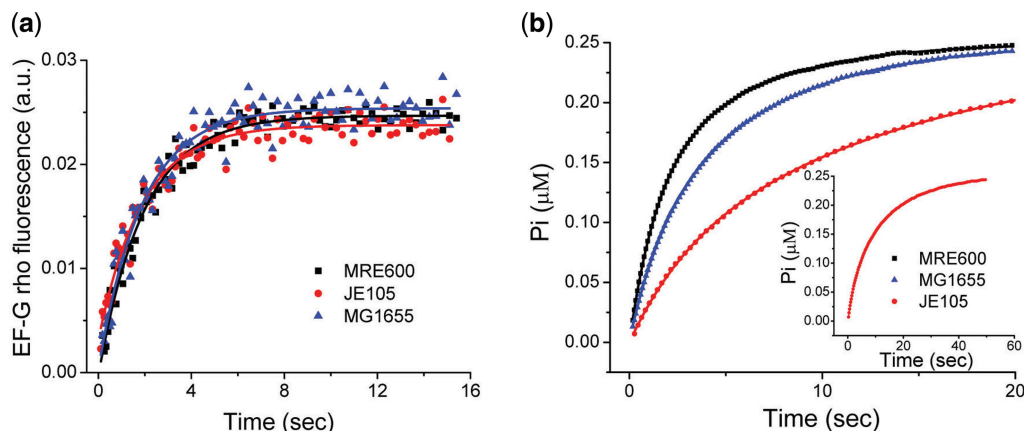 (a)
EF-G rho fluorescence (a.u.)
0.03
0.02
0.01
0.00
0 4 8 12 16
Time (sec)
MRE600
JE105
MG1655
(b)
Pi (μM)
0.25
0.20
0.15
0.10
0.05
0.00
0 10 20
Time (sec)
MRE600
MG1655
JE105
Pi (μM)
0.25
0.20
0.15
0.10
0.05
0.00
0 20 40 60
Time (sec)